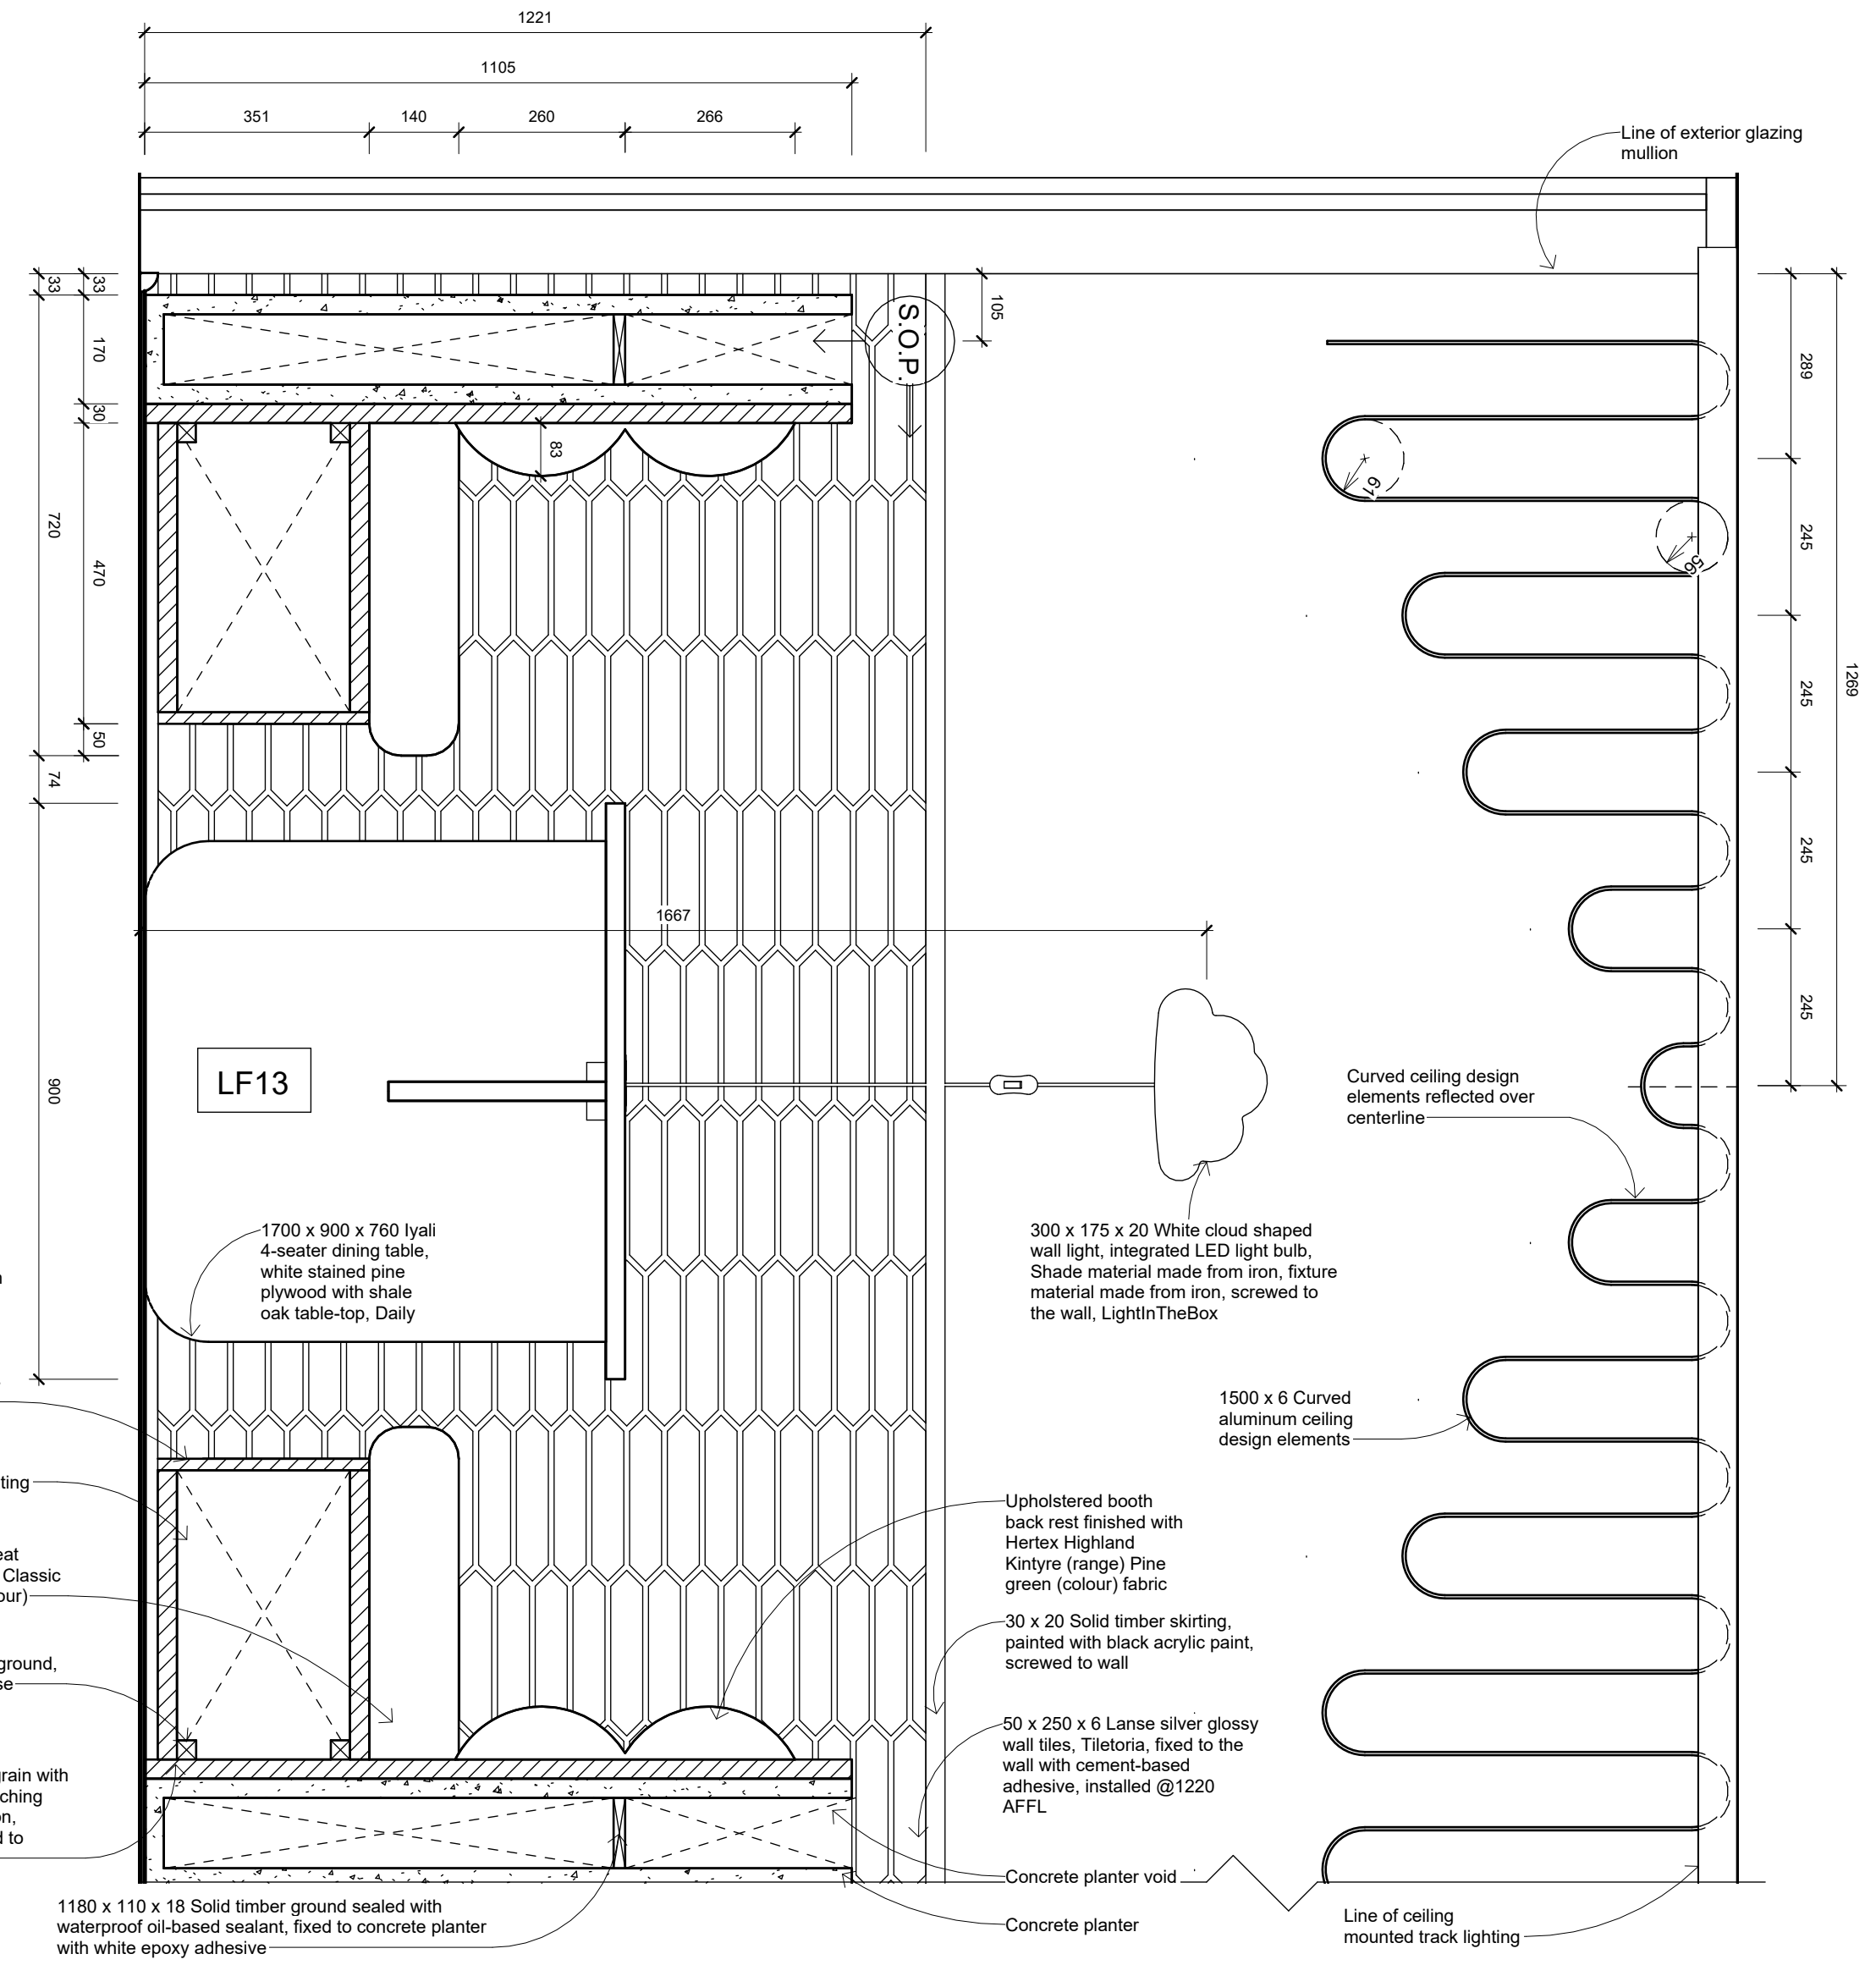 1221
1105
351
140
260
266
Line of exterior glazing
mullion
33
33
170
30
720
470
50
74
900
105
S.O.P.
83
61
56
289
245
245
245
245
1269
1667
LF13
Curved ceiling design
elements reflected over
centerline
1700 x 900 x 760 Iyali
4-seater dining table,
white stained pine
plywood with shale
oak table-top, Daily
300 x 175 x 20 White cloud shaped
wall light, integrated LED light bulb,
Shade material made from iron, fixture
material made from iron, screwed to
the wall, LightInTheBox
1500 x 6 Curved
aluminum ceiling
design elements
ting
eat
Classic
our)
Upholstered booth
back rest finished with
Hertex Highland
Kintyre (range) Pine
green (colour) fabric
30 x 20 Solid timber skirting,
painted with black acrylic paint,
screwed to wall
ground,
se
50 x 250 x 6 Lanse silver glossy
wall tiles, Tiletoria, fixed to the
wall with cement-based
adhesive, installed @1220
AFFL
grain with
ching
on,
d to
Concrete planter void
Concrete planter
1180 x 110 x 18 Solid timber ground sealed with
waterproof oil-based sealant, fixed to concrete planter
with white epoxy adhesive
Line of ceiling
mounted track lighting